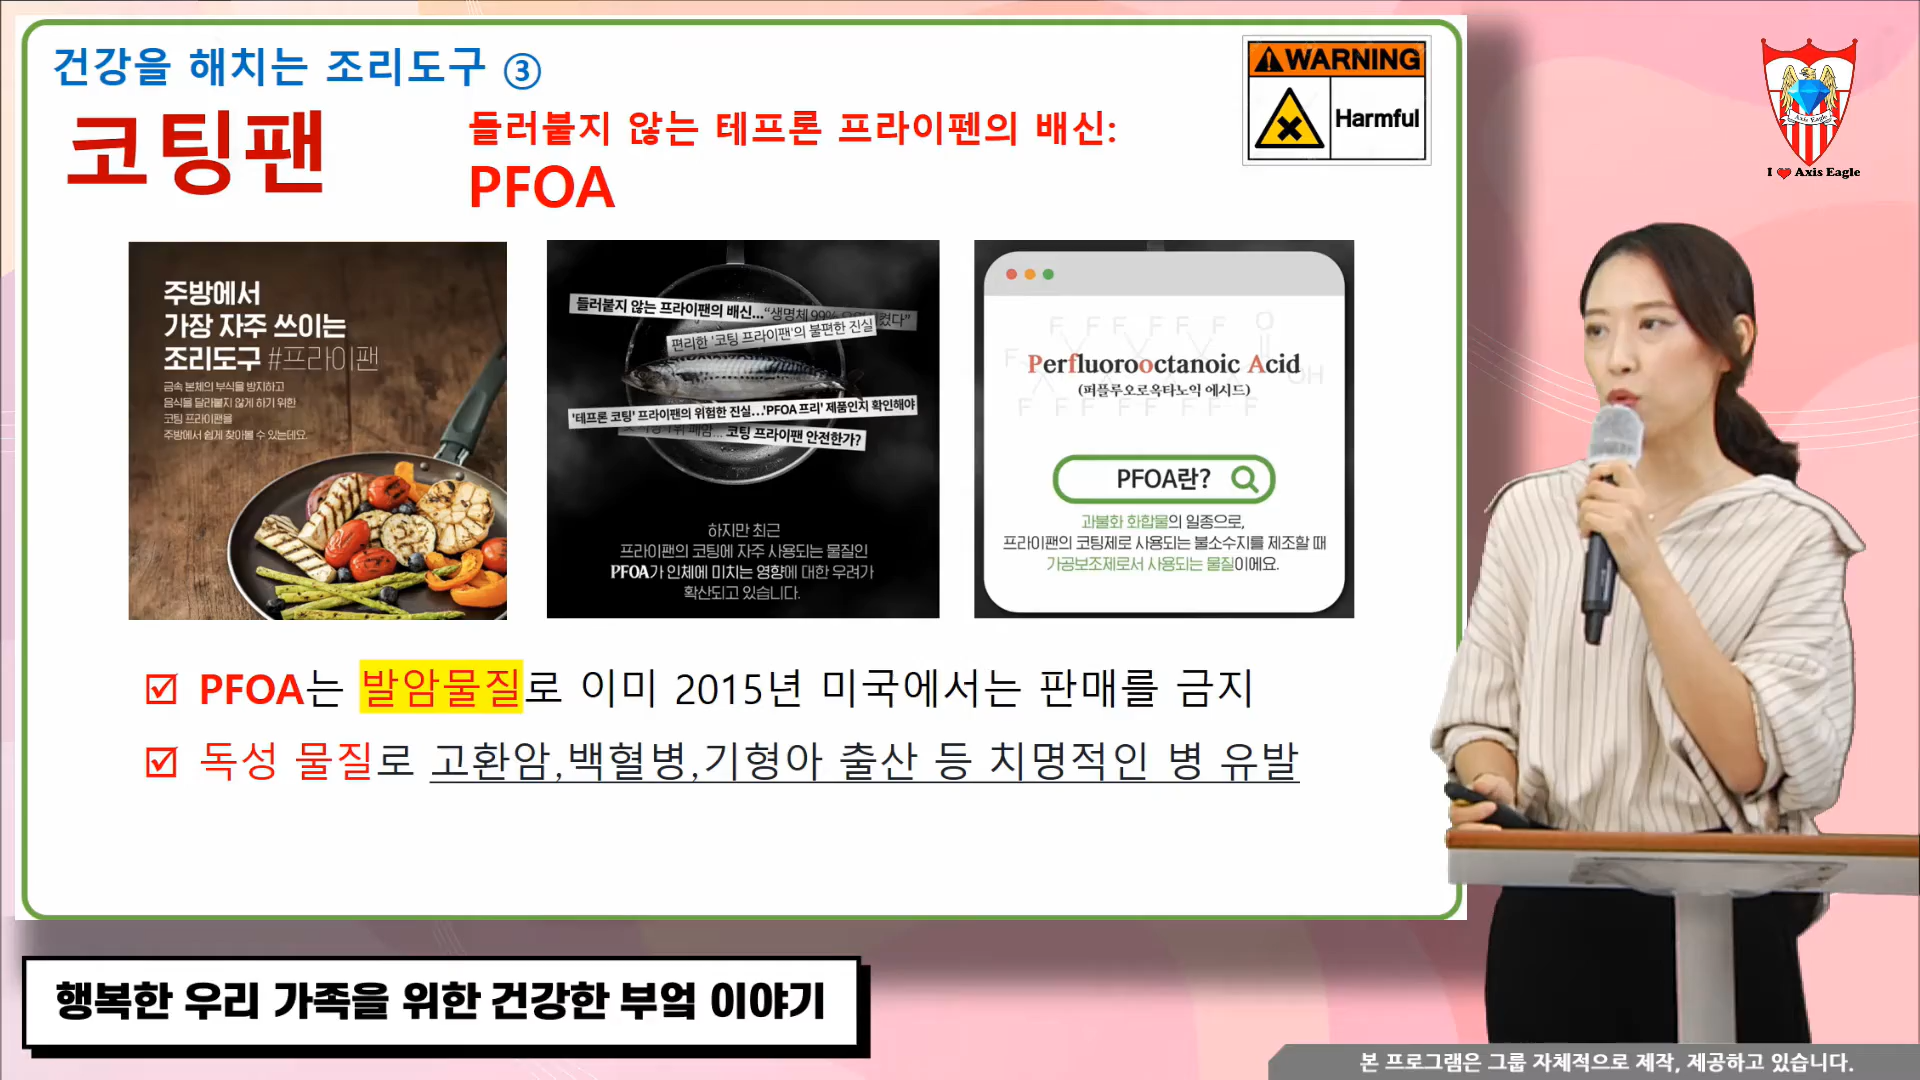 건강을 해치는 조리도구 ③
코팅팬
들러붙지 않는 테프론 프라이펜의 배신:
PFOA
WARNING
Harmful
Axis Eagle
I ❤ Axis Eagle
주방에서
가장 자주 쓰이는
조리도구 #프라이팬
금속 본체의 부식을 방지하고
음식을 달라붙지 않게 하기 위한
코팅 프라이팬을
주방에서 쉽게 찾아볼 수 있는데요.
들러붙지 않는 프라이팬의 배신...“생명체 99%
편리한 '코팅 프라이팬'의 불편한 진실
'테프론 코팅' 프라이팬의 위험한 진실...'PFOA 프리' 제품인지 확인해야
코팅 프라이팬 안전한가?
하지만 최근
프라이팬의 코팅에 자주 사용되는 물질인
PFOA가 인체에 미치는 영향에 대한 우려가
확산되고 있습니다.
F F F F F F O
F OH
Perfluorooctanoic Acid
(퍼플루오로옥타노익 에시드)
F F F F F F
PFOA란?
과불화 화합물의 일종으로,
프라이팬의 코팅제로 사용되는 불소수지를 제조할 때
가공보조제로서 사용되는 물질이에요.
PFOA는 발암물질로 이미 2015년 미국에서는 판매를 금지
독성 물질로 고환암,백혈병,기형아 출산 등 치명적인 병 유발
행복한 우리 가족을 위한 건강한 부엌 이야기
본 프로그램은 그룹 자체적으로 제작, 제공하고 있습니다.